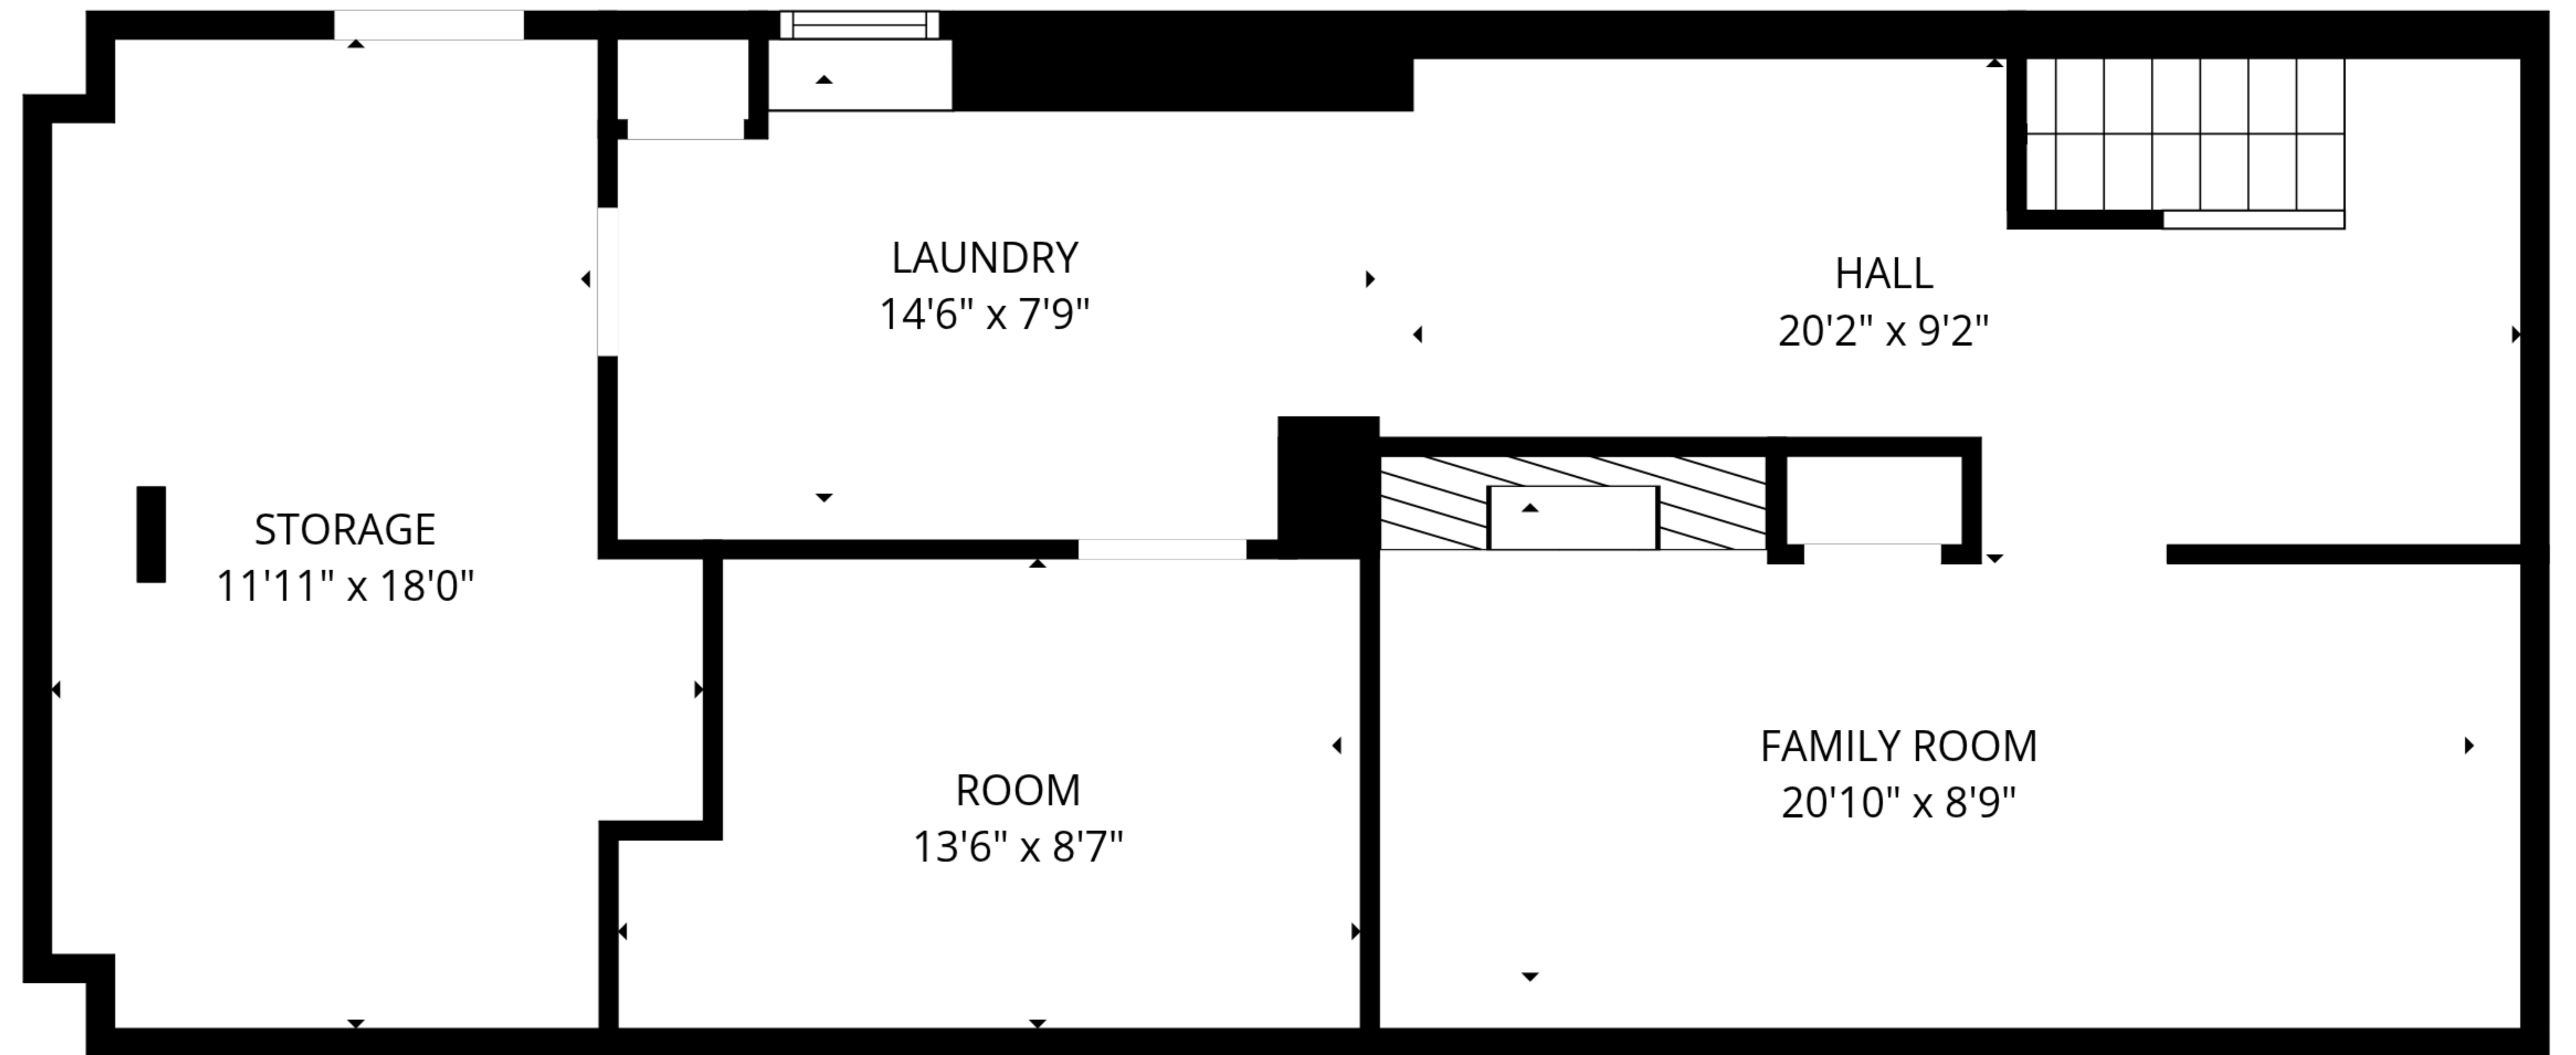 LAUNDRY
14'6" x 7'9"
HALL
20'2" x 9'2"
STORAGE
11'11" x 18'0"
ROOM
13'6" x 8'7"
FAMILY ROOM
20'10" x 8'9"